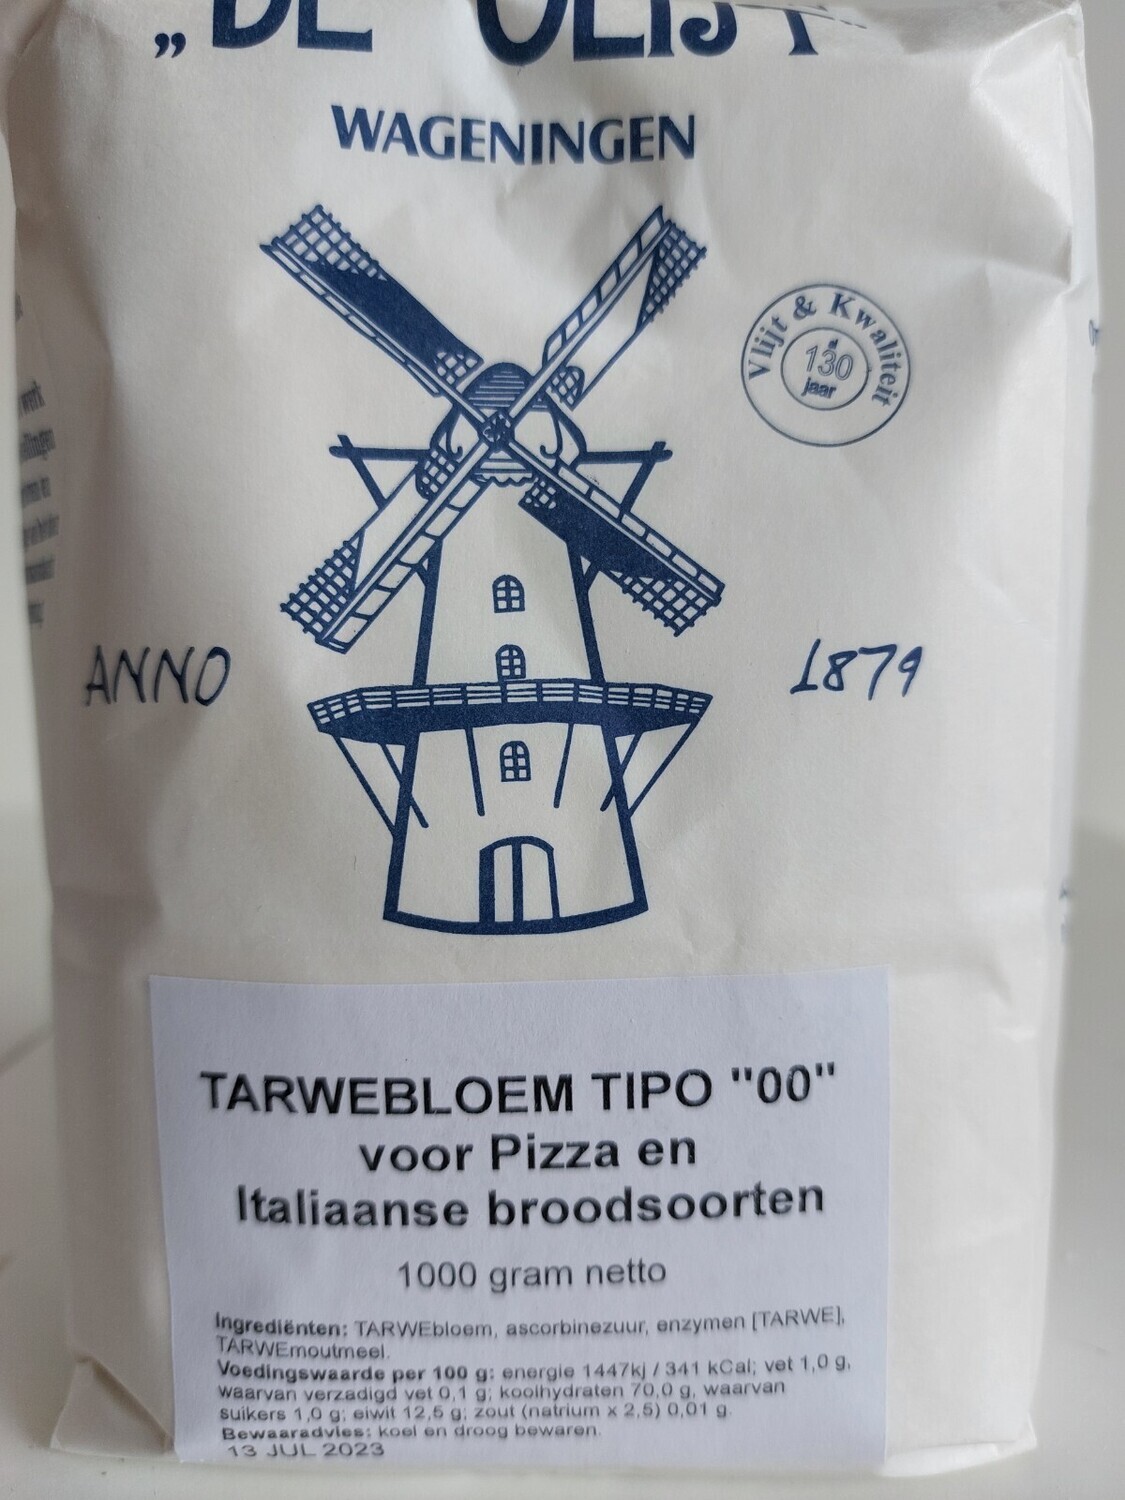 „DE VLIJT"
WAGENINGEN
Vlijt & Kwaliteit
al
130
jaar
ANNO 1879
TARWEBLOEM TIPO "00"
voor Pizza en
Italiaanse broodsoorten
1000 gram netto
Ingrediënten: TARWEbloem, ascorbinezuur, enzymen [TARWE],
TARWEmoutmeel.
Voedingswaarde per 100 g: energie 1447kj / 341 kCal; vet 1,0 g,
waarvan verzadigd vet 0,1 g; koolhydraten 70,0 g, waarvan
suikers 1,0 g; eiwit 12,5 g; zout (natrium x 2,5) 0,01 g.
Bewaaradvies: koel en droog bewaren.
13 JUL 2023